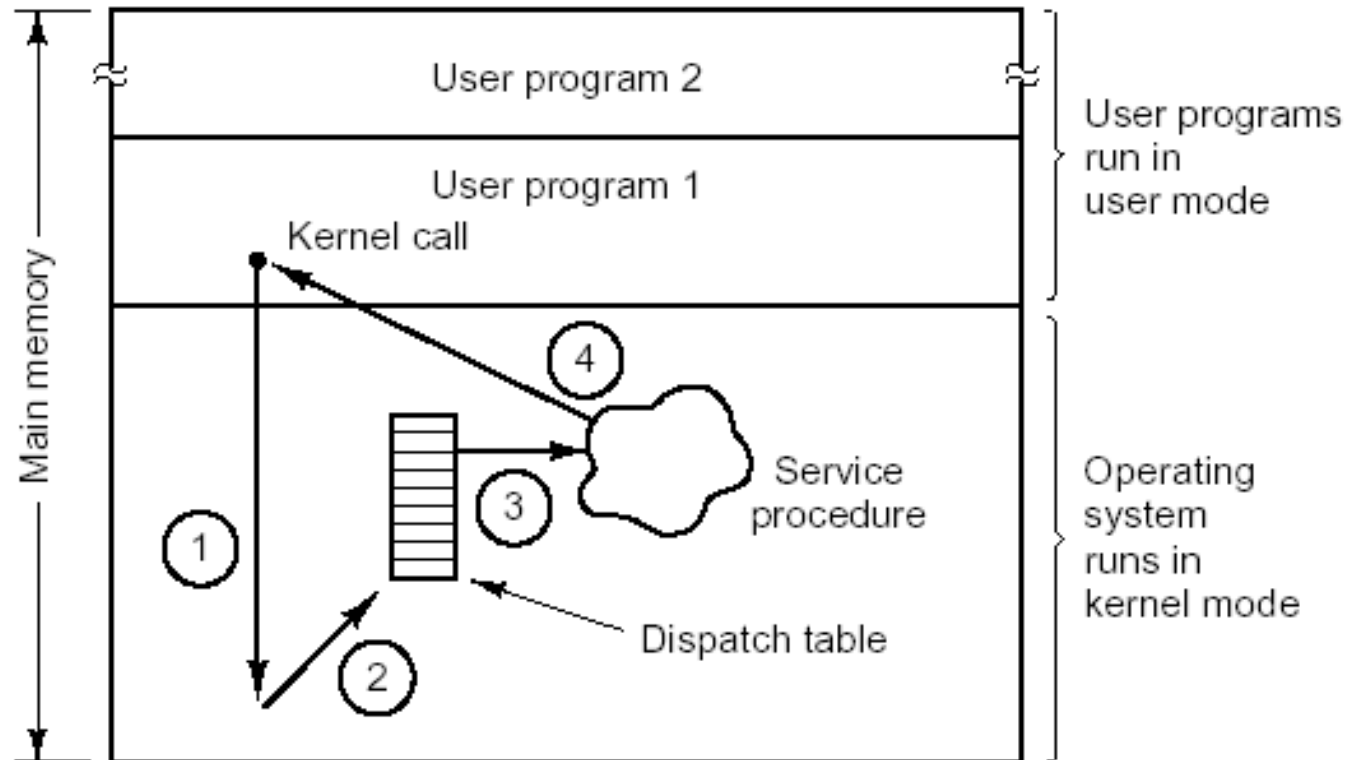 User program 2
User programs
run in
user mode
User program 1
Kernel call
Main memory
4
Service
procedure
3
1
Operating
system
runs in
kernel mode
Dispatch table
2